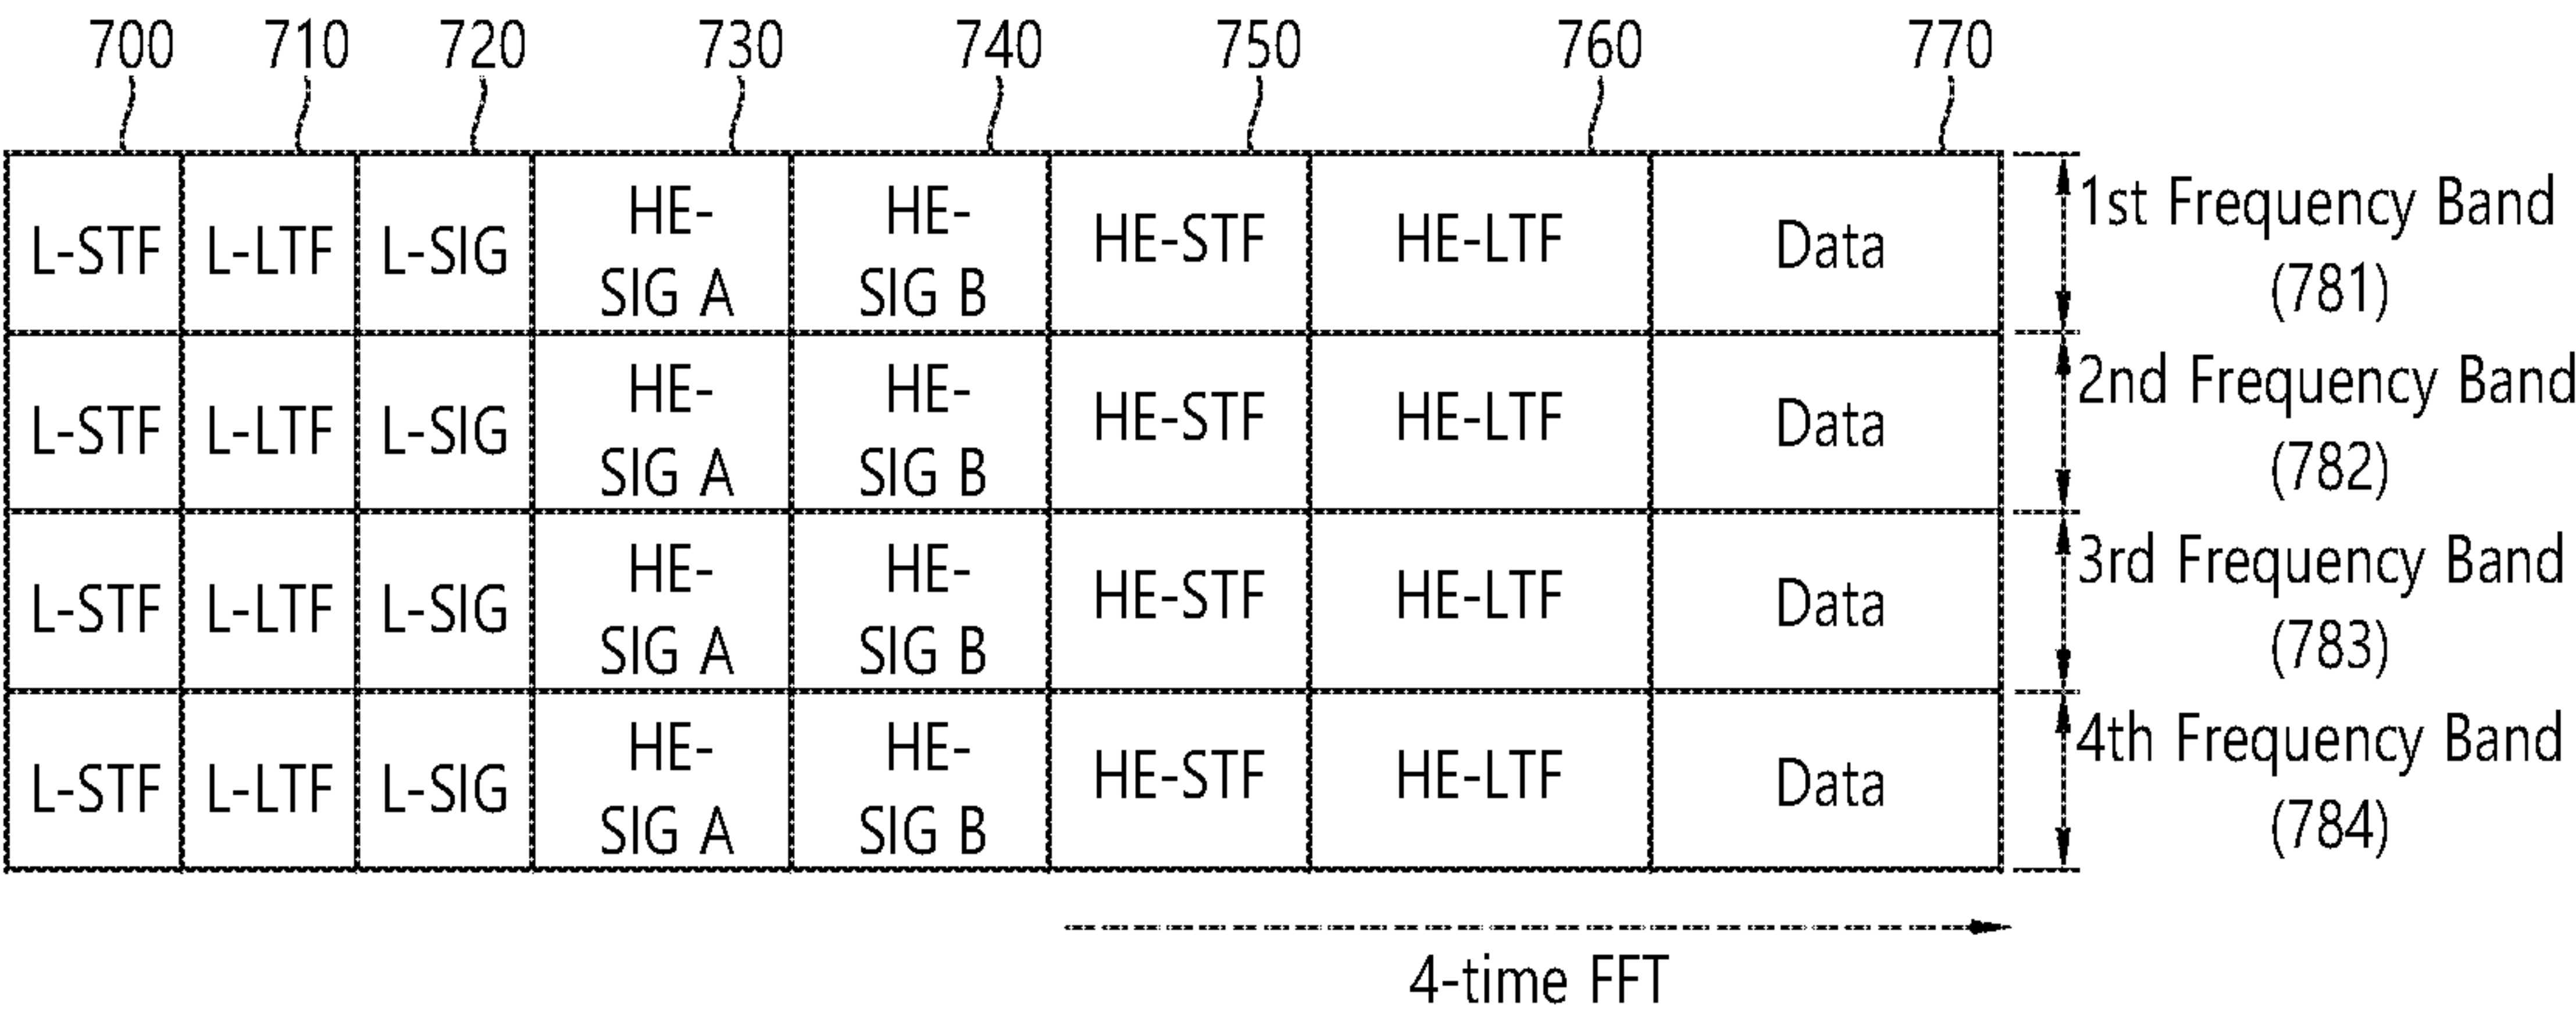 700 710 720 730 740 750 760 770
L-STF L-LTF L-SIG HE-SIG A HE-SIG B HE-STF HE-LTF Data 1st Frequency Band (781)
L-STF L-LTF L-SIG HE-SIG A HE-SIG B HE-STF HE-LTF Data 2nd Frequency Band (782)
L-STF L-LTF L-SIG HE-SIG A HE-SIG B HE-STF HE-LTF Data 3rd Frequency Band (783)
L-STF L-LTF L-SIG HE-SIG A HE-SIG B HE-STF HE-LTF Data 4th Frequency Band (784)
4-time FFT